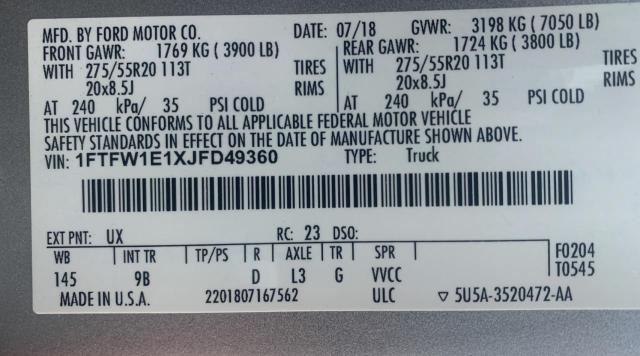 MFD. BY FORD MOTOR CO. DATE: 07/18 GVWR: 3198 KG ( 7050 LB)
FRONT GAWR: 1769 KG ( 3900 LB) REAR GAWR: 1724 KG ( 3800 LB)
WITH 275/55R20 113T TIRES WITH 275/55R20 113T TIRES
20x8.5J RIMS 20x8.5J RIMS
AT 240 kPa/ 35 PSI COLD AT 240 kPa/ 35 PSI COLD
THIS VEHICLE CONFORMS TO ALL APPLICABLE FEDERAL MOTOR VEHICLE
SAFETY STANDARDS IN EFFECT ON THE DATE OF MANUFACTURE SHOWN ABOVE.
VIN: 1FTFW1E1XJFD49360 TYPE: Truck
EXT PNT: UX RC: 23 DSO:
WB INT TR TP/PS R AXLE TR SPR F0204
145 9B D L3 G VVCC T0545
MADE IN U.S.A. 2201807167562 ULC ▽ 5U5A-3520472-AA